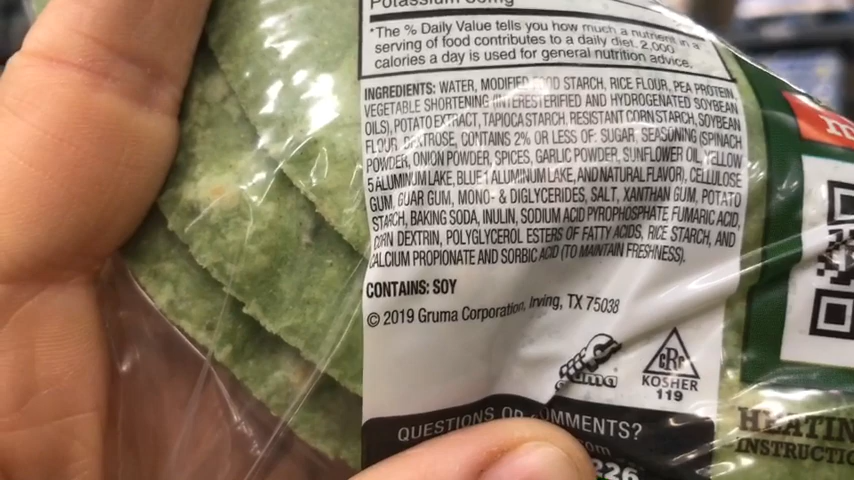 Potassium 80mg
*The % Daily Value tells you how much a nutrient in a
serving of food contributes to a daily diet. 2,000
calories a day is used for general nutrition advice.
INGREDIENTS: WATER, MODIFIED FOOD STARCH, RICE FLOUR, PEA PROTEIN,
VEGETABLE SHORTENING (INTERESTERIFIED AND HYDROGENATED SOYBEAN
OILS), POTATO EXTRACT, TAPIOCA STARCH, RESISTANT CORN STARCH, SOYBEAN
FLOUR, DEXTROSE, CONTAINS 2% OR LESS OF: SUGAR, SEASONING (SPINACH
POWDER, ONION POWDER, SPICES, GARLIC POWDER, SUNFLOWER OIL, YELLOW
5 ALUMINUM LAKE, BLUE 1 ALUMINUM LAKE, AND NATURAL FLAVOR), CELLULOSE
GUM, GUAR GUM, MONO- & DIGLYCERIDES, SALT, XANTHAN GUM, POTATO
STARCH, BAKING SODA, INULIN, SODIUM ACID PYROPHOSPHATE FUMARIC ACID,
CORN DEXTRIN, POLYGLYCEROL ESTERS OF FATTY ACIDS, RICE STARCH, AND
CALCIUM PROPIONATE AND SORBIC ACID (TO MAINTAIN FRESHNESS).
CONTAINS: SOY
© 2019 Gruma Corporation, Irving, TX 75038
gruma
CRC
KOSHER
119
QUESTIONS OR COMMENTS?
com
226
HEATIN
INSTRUCTIO